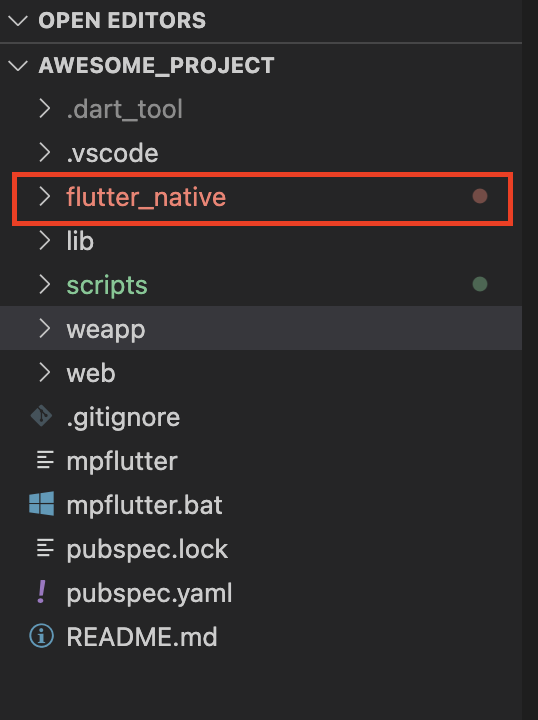 OPEN EDITORS
AWESOME_PROJECT
.dart_tool
.vscode
flutter_native
lib
scripts
weapp
web
.gitignore
mpflutter
mpflutter.bat
pubspec.lock
pubspec.yaml
README.md